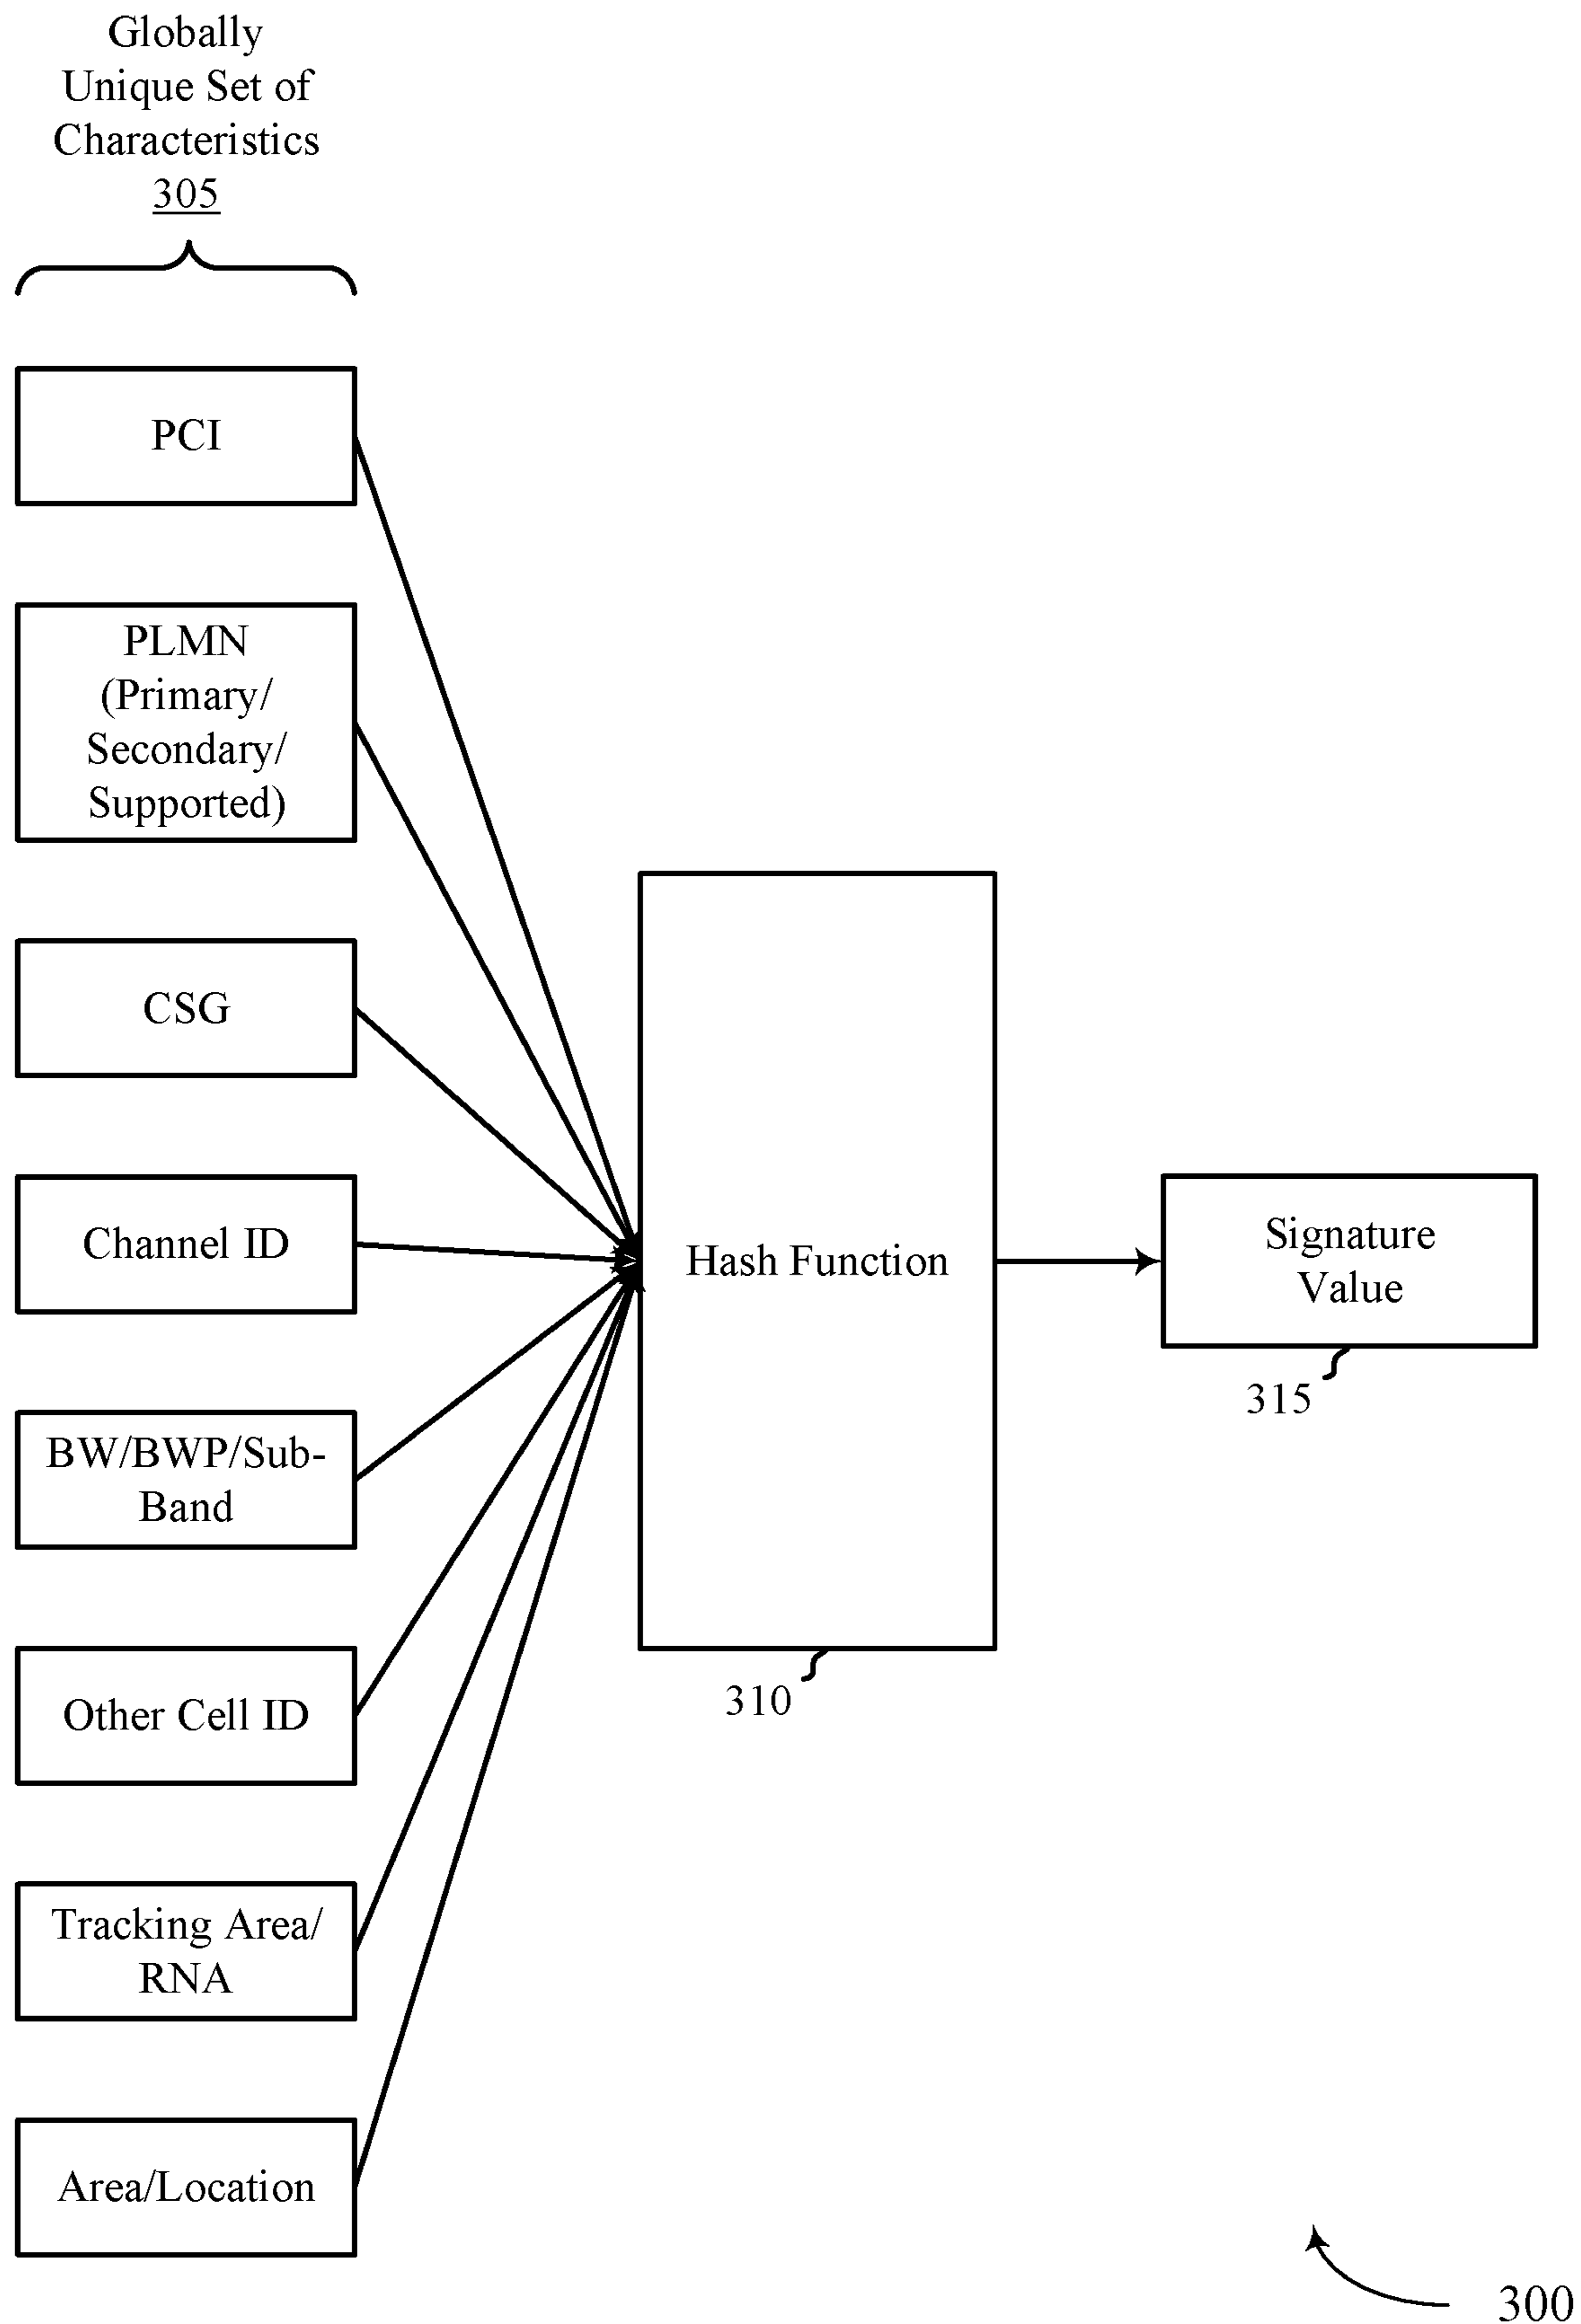 Globally
Unique Set of
Characteristics
305
PCI
PLMN
(Primary/
Secondary/
Supported)
CSG
Channel ID
BW/BWP/Sub-
Band
Other Cell ID
Tracking Area/
RNA
Area/Location
Hash Function
310
Signature
Value
315
300